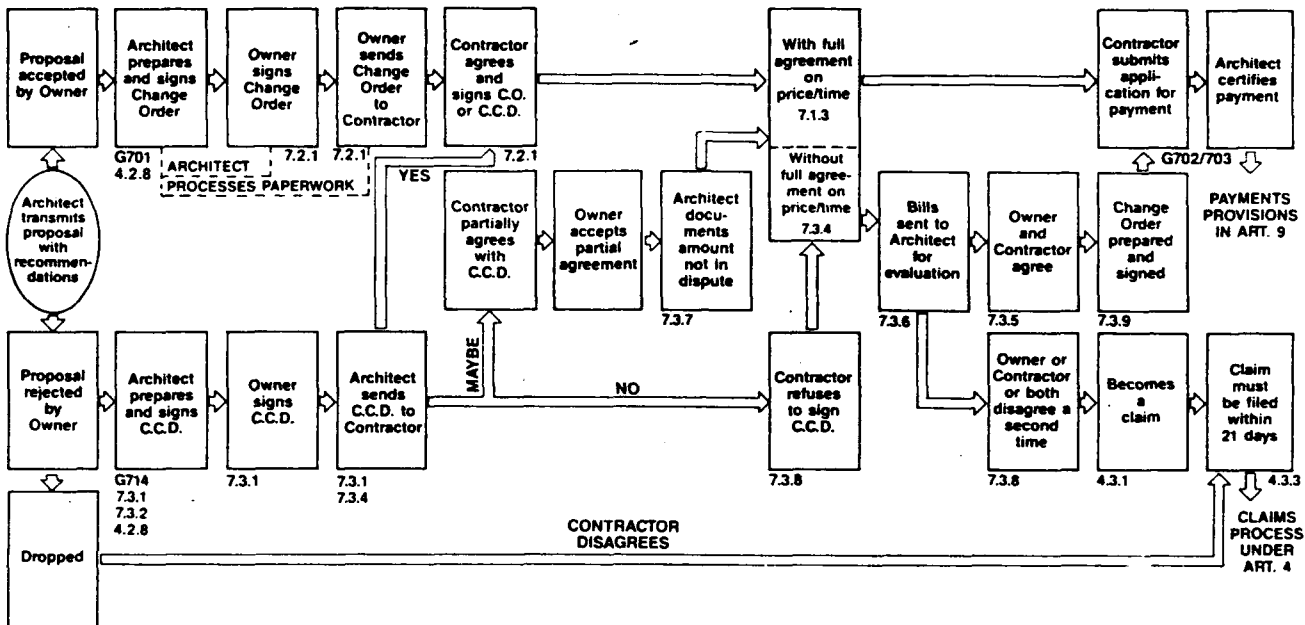 Proposal
accepted
by Owner
Architect
prepares
and signs
Change
Order
Owner
signs
Change
Order
Owner
sends
Change
Order
to
Contractor
Contractor
agrees
and
signs C.O.
or C.C.D.
With full
agreement
on
price/time
7.1.3
Contractor
submits
appli-
cation for
payment
Architect
certifies
payment
G701
4.2.8
ARCHITECT
PROCESSES PAPERWORK
7.2.1
7.2.1
YES
7.2.1
Without
full agree-
ment on
price/time
7.3.4
G702/703
PAYMENTS
PROVISIONS
IN ART. 9
Architect
transmits
proposal
with
recommen-
dations
Contractor
partially
agrees
with
C.C.D.
Owner
accepts
partial
agreement
Architect
docu-
ments
amount
not in
dispute
7.3.7
Bills
sent to
Architect
for
evaluation
7.3.6
Owner
and
Contractor
agree
7.3.5
Change
Order
prepared
and
signed
7.3.9
Proposal
rejected
by
Owner
Architect
prepares
and signs
C.C.D.
Owner
signs
C.C.D.
Architect
sends
C.C.D. to
Contractor
MAYBE
NO
Contractor
refuses
to sign
C.C.D.
Owner or
Contractor
or both
disagree a
second
time
Becomes
a
claim
Claim
must
be filed
within
21 days
G714
7.3.1
7.3.2
4.2.8
7.3.1
7.3.1
7.3.4
7.3.8
7.3.8
4.3.1
4.3.3
Dropped
CONTRACTOR
DISAGREES
CLAIMS
PROCESS
UNDER
ART. 4